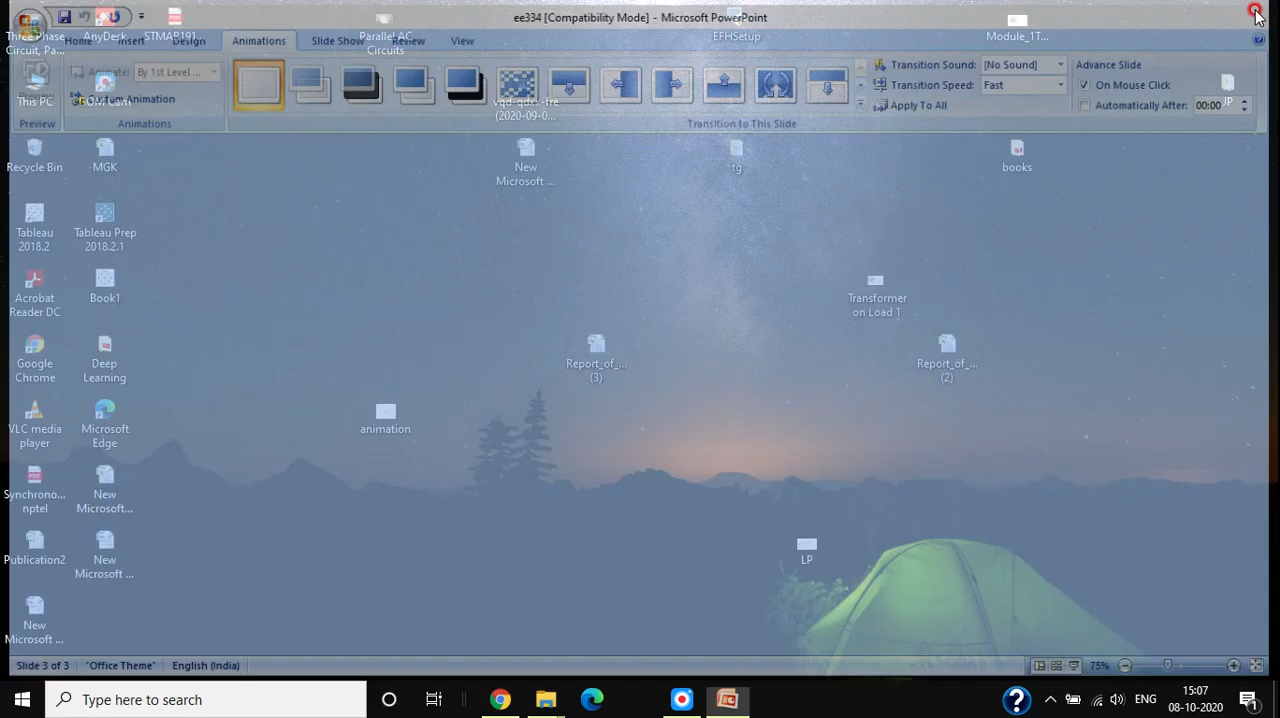 ee334 [Compatibility Mode] - Microsoft PowerPoint
Home Insert Design Animations Slide Show Review View
Animate: By 1st Level ...
Custom Animation
Preview
Animations
Transition to This Slide
Transition Sound: [No Sound]
Transition Speed: Fast
Apply To All
Advance Slide
On Mouse Click
Automatically After: 00:00
Three Phase
Circuit, Pa...
AnyDesk
STMAR191
Parallel AC
Circuits
EFHSetup
Module_1T...
This PC
GOM Cam
(2020-09-0...
JP
Recycle Bin
MGK
New
Microsoft ...
tg
books
Tableau
2018.2
Tableau Prep
2018.2.1
Acrobat
Reader DC
Book1
Transformer
on Load 1
Google
Chrome
Deep
Learning
Report_of_...
(3)
Report_of_...
(2)
VLC media
player
Microsoft
Edge
animation
Synchrono...
nptel
New
Microsoft...
Publication2
New
Microsoft ...
LP
New
Microsoft ...
Slide 3 of 3 "Office Theme" English (India) 75%
Type here to search
ENG
15:07
08-10-2020
1